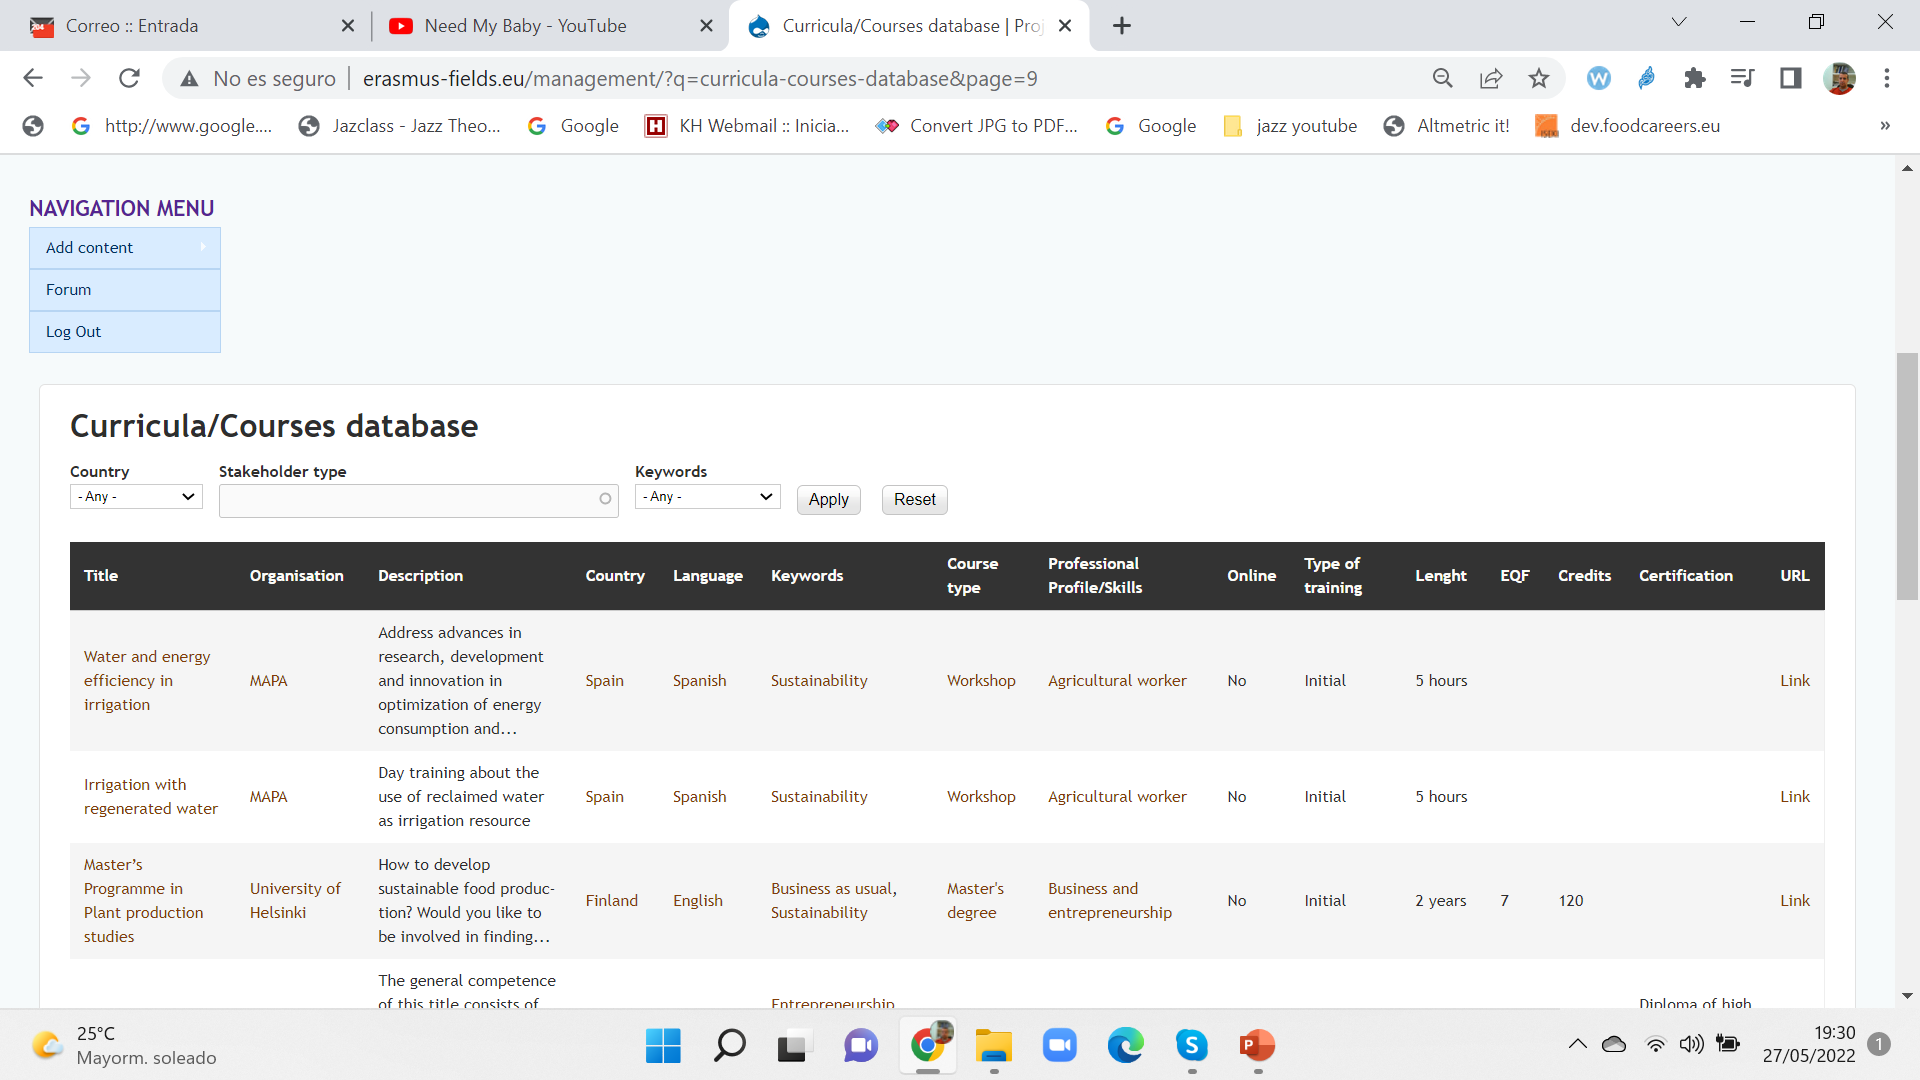 Correo :: Entrada
Need My Baby - YouTube
Curricula/Courses database | Proj
No es seguro
erasmus-fields.eu/management/?q=curricula-courses-database&page=9
http://www.google....
Jazzclass - Jazz Theo...
Google
KH Webmail :: Inicia...
Convert JPG to PDF...
Google
jazz youtube
Altmetric it!
dev.foodcareers.eu
»
NAVIGATION MENU
Add content
Forum
Log Out
Curricula/Courses database
Country
Stakeholder type
Keywords
- Any -
- Any -
Apply
Reset
Title
Organisation
Description
Country
Language
Keywords
Course
type
Professional
Profile/Skills
Online
Type of
training
Lenght
EQF
Credits
Certification
URL
Water and energy
efficiency in
irrigation
MAPA
Address advances in
research, development
and innovation in
optimization of energy
consumption and...
Spain
Spanish
Sustainability
Workshop
Agricultural worker
No
Initial
5 hours
Link
Irrigation with
regenerated water
MAPA
Day training about the
use of reclaimed water
as irrigation resource
Spain
Spanish
Sustainability
Workshop
Agricultural worker
No
Initial
5 hours
Link
Master’s
Programme in
Plant production
studies
University of
Helsinki
How to develop
sustainable food produc-
tion? Would you like to
be involved in finding...
Finland
English
Business as usual,
Sustainability
Master's
degree
Business and
entrepreneurship
No
Initial
2 years
7
120
Link
The general competence
of this title consists of
Entrepreneurship
Diploma of high
25°C
Mayorm. soleado
19:30
27/05/2022
1